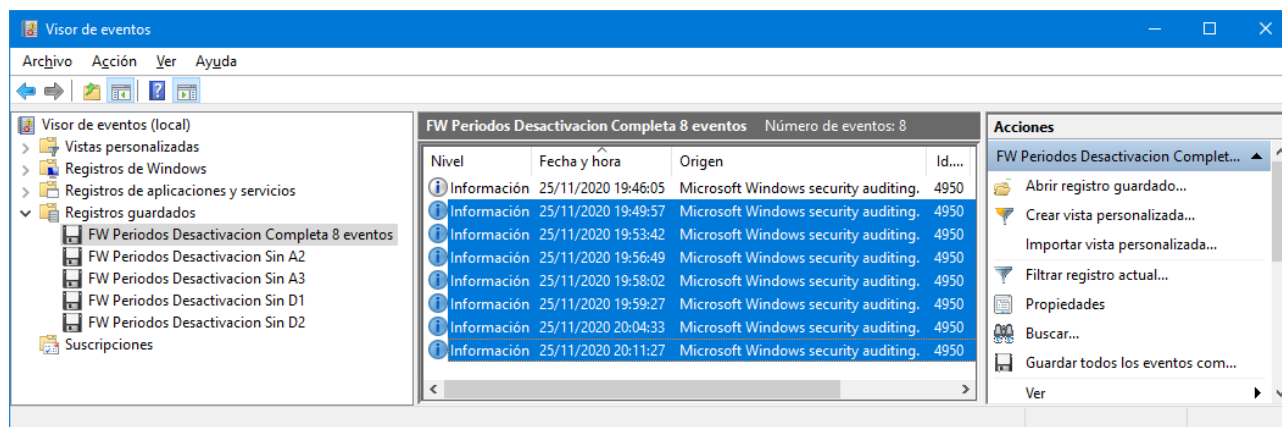 Visor de eventos
Archivo Acción Ver Ayuda
Visor de eventos (local)
Vistas personalizadas
Registros de Windows
Registros de aplicaciones y servicios
Registros guardados
FW Periodos Desactivacion Completa 8 eventos
FW Periodos Desactivacion Sin A2
FW Periodos Desactivacion Sin A3
FW Periodos Desactivacion Sin D1
FW Periodos Desactivacion Sin D2
Suscripciones
FW Periodos Desactivacion Completa 8 eventos Número de eventos: 8
Nivel Fecha y hora Origen Id....
Información 25/11/2020 19:46:05 Microsoft Windows security auditing. 4950
Información 25/11/2020 19:49:57 Microsoft Windows security auditing. 4950
Información 25/11/2020 19:53:42 Microsoft Windows security auditing. 4950
Información 25/11/2020 19:56:49 Microsoft Windows security auditing. 4950
Información 25/11/2020 19:58:02 Microsoft Windows security auditing. 4950
Información 25/11/2020 19:59:27 Microsoft Windows security auditing. 4950
Información 25/11/2020 20:04:33 Microsoft Windows security auditing. 4950
Información 25/11/2020 20:11:27 Microsoft Windows security auditing. 4950
Acciones
FW Periodos Desactivacion Complet...
Abrir registro guardado...
Crear vista personalizada...
Importar vista personalizada...
Filtrar registro actual...
Propiedades
Buscar...
Guardar todos los eventos com...
Ver